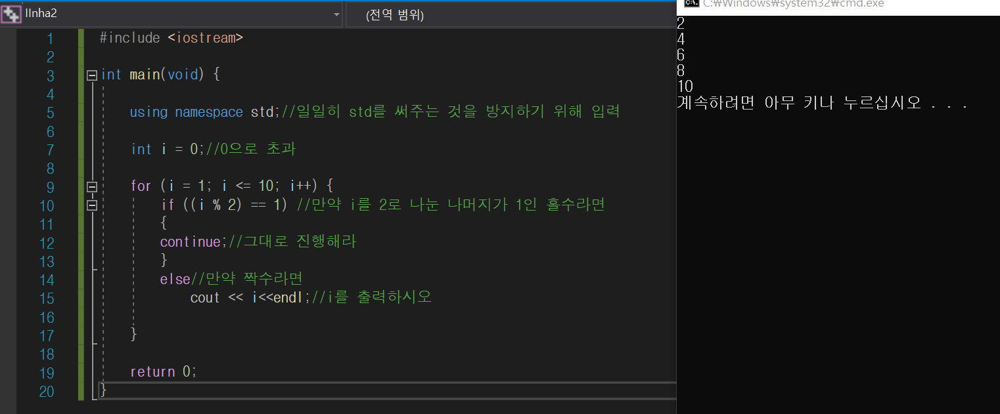 IInha2
(전역 범위)
C:\Windows\system32\cmd.exe
1 #include <iostream>
2
3 int main(void) {
4
5 using namespace std;//일일히 std를 써주는 것을 방지하기 위해 입력
6
7 int i = 0;//0으로 초과
8
9 for (i = 1; i <= 10; i++) {
10 if ((i % 2) == 1) //만약 i를 2로 나눈 나머지가 1인 홀수라면
11 {
12 continue;//그대로 진행해라
13 }
14 else//만약 짝수라면
15 cout << i<<endl;//i를 출력하시오
16
17 }
18
19 return 0;
20 }
2
4
6
8
10
계속하려면 아무 키나 누르십시오 . . .